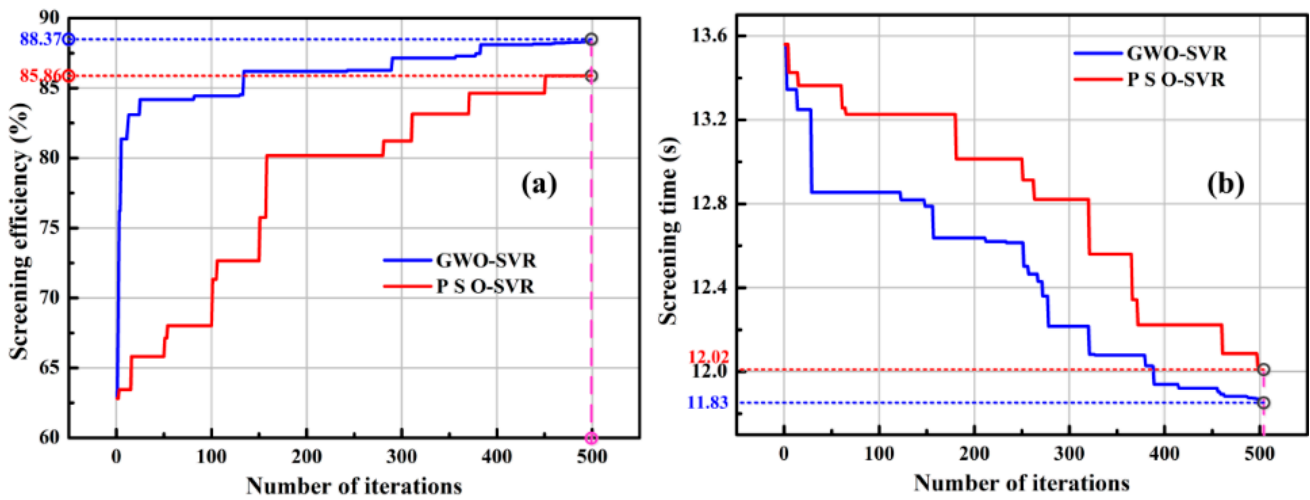 90
88.37
85.86
85
80
75
70
65
60
Screening efficiency (%)
(a)
GWO-SVR
P S O-SVR
0 100 200 300 400 500
Number of iterations
13.6
13.2
12.8
12.4
12.02
12.0
11.83
Screening time (s)
GWO-SVR
P S O-SVR
(b)
0 100 200 300 400 500
Number of iterations